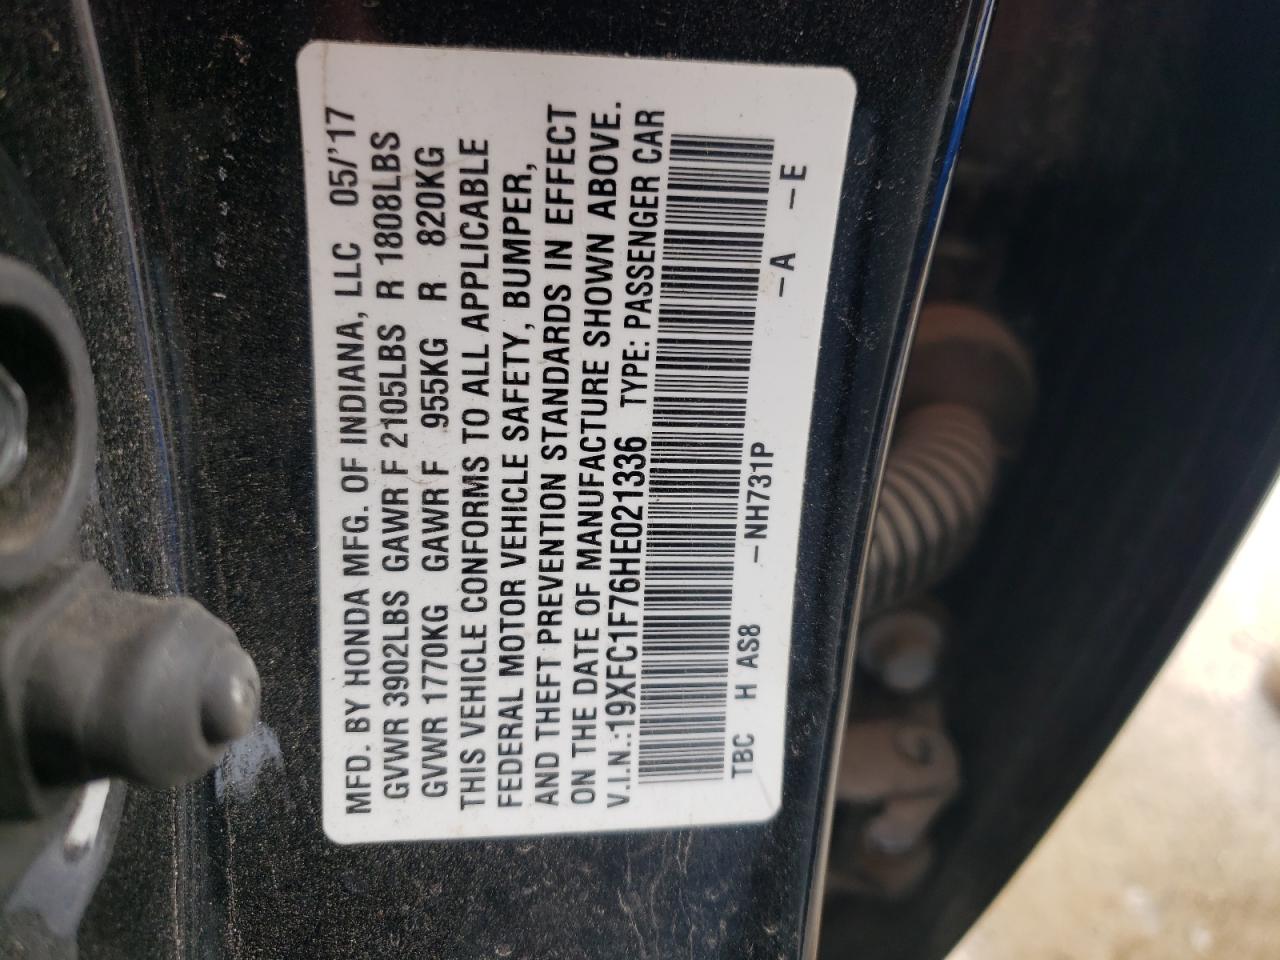 MFD. BY HONDA MFG. OF INDIANA, LLC 05/'17
GVWR 3902LBS GAWR F 2105LBS R 1808LBS
GVWR 1770KG GAWR F 955KG R 820KG
THIS VEHICLE CONFORMS TO ALL APPLICABLE
FEDERAL MOTOR VEHICLE SAFETY, BUMPER,
AND THEFT PREVENTION STANDARDS IN EFFECT
ON THE DATE OF MANUFACTURE SHOWN ABOVE.
V.I.N.:19XFC1F76HE021336 TYPE: PASSENGER CAR
TBC H AS8 -NH731P -A -E